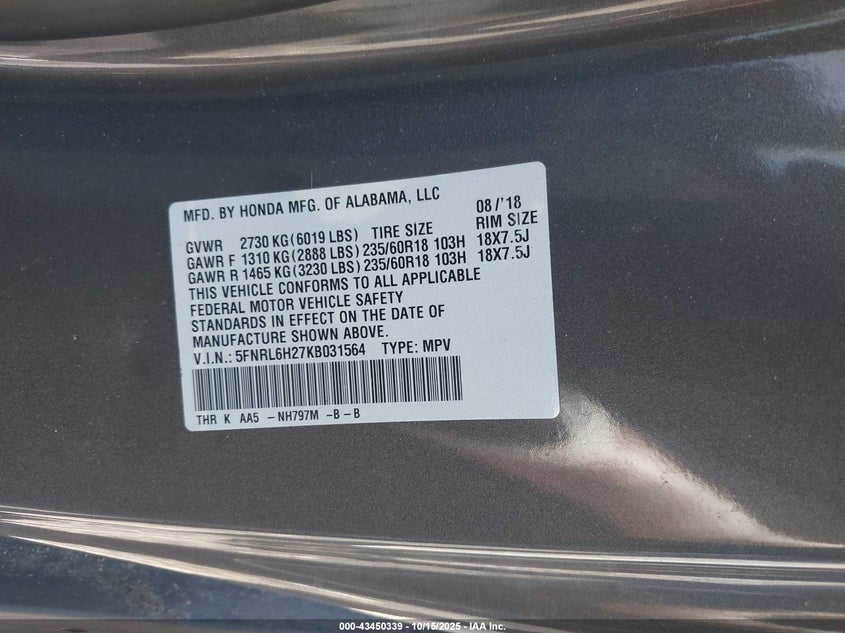 MFD. BY HONDA MFG. OF ALABAMA, LLC 08/'18
GVWR 2730 KG(6019 LBS) TIRE SIZE RIM SIZE
GAWR F 1310 KG(2888 LBS)235/60R18 103H 18X7.5J
GAWR R 1465 KG(3230 LBS)235/60R18 103H 18X7.5J
THIS VEHICLE CONFORMS TO ALL APPLICABLE
FEDERAL MOTOR VEHICLE SAFETY
STANDARDS IN EFFECT ON THE DATE OF
MANUFACTURE SHOWN ABOVE.
V.I.N.: 5FNRL6H27KB031564 TYPE: MPV
THR K AA5 -NH797M -B-B
000-43450339 - 10/15/2025 - IAA Inc.